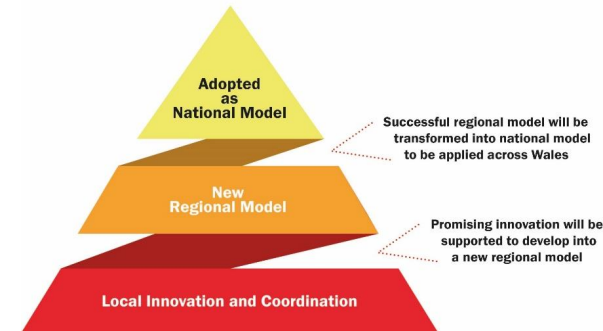 Adopted
as
National Model
Successful regional model will be
transformed into national model
to be applied across Wales
New
Regional Model
Promising innovation will be
supported to develop into
a new regional model
Local Innovation and Coordination